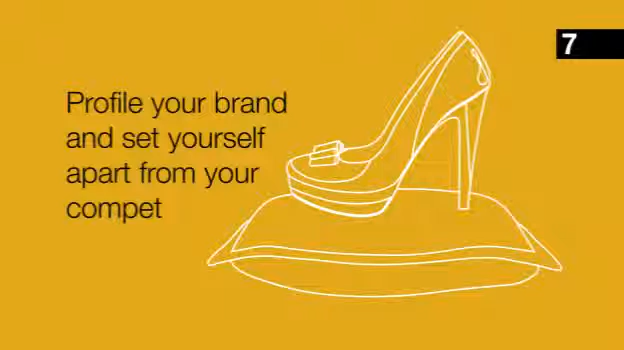 Profile your brand
and set yourself
apart from your
compet
7